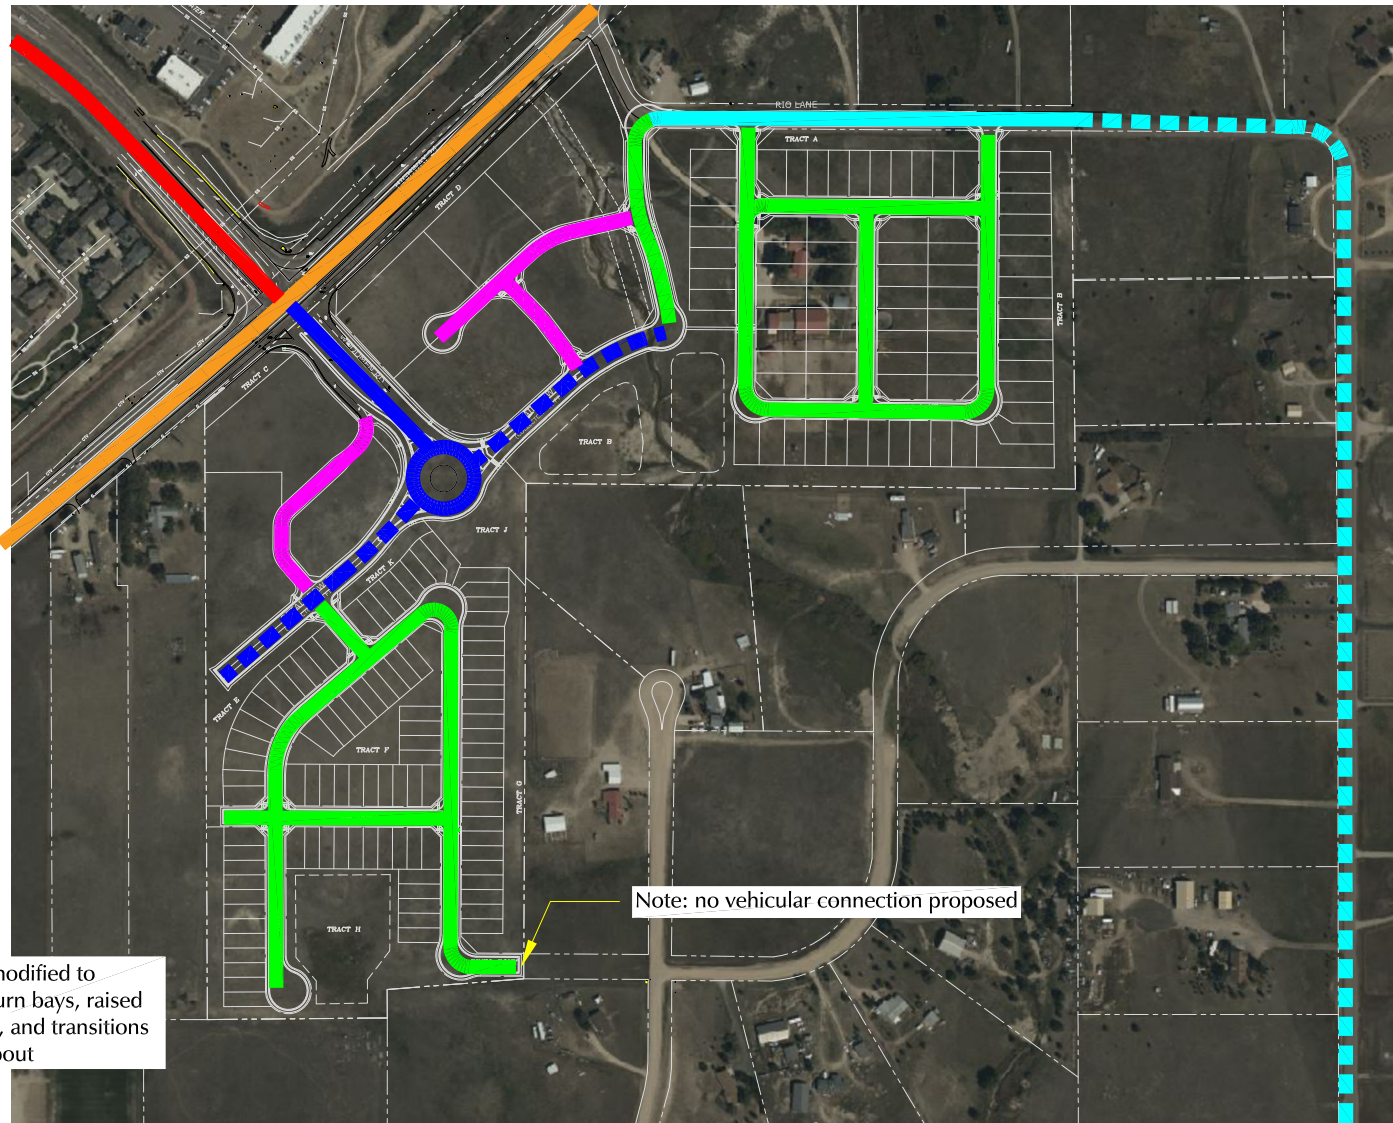 RIO LANE
TRACT A
TRACT D
TRACT B
TRACT C
TRACT B
TRACT J
TRACT K
TRACT E
TRACT F
TRACT G
Note: no vehicular connection proposed
TRACT H
modified to
urn bays, raised
, and transitions
bout